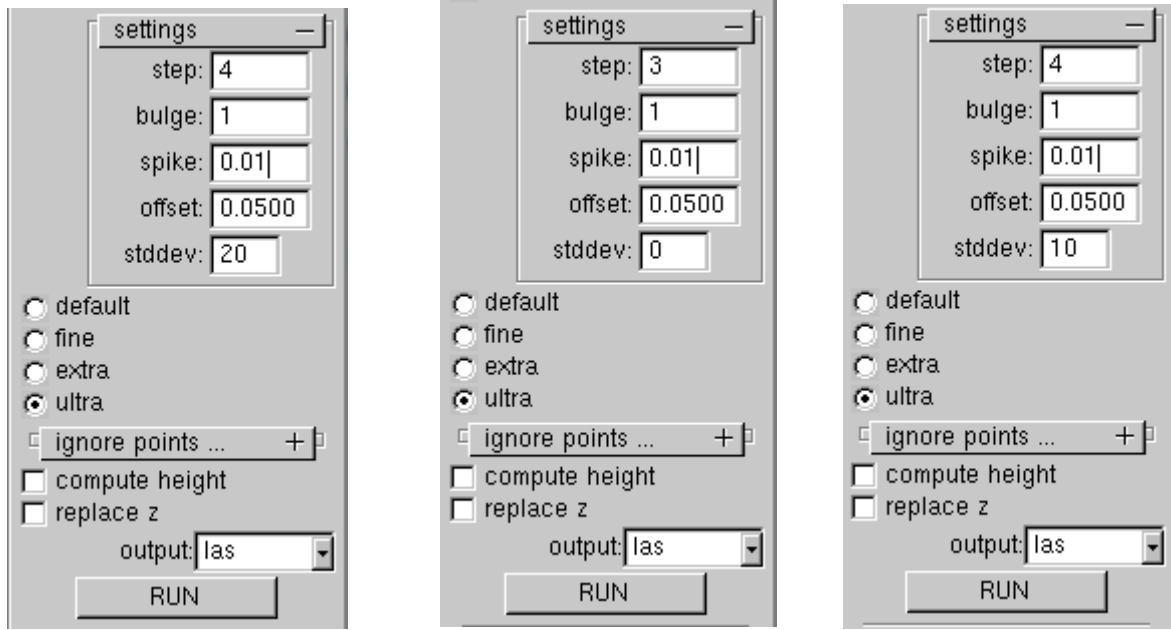 settings
step: 4
bulge: 1
spike: 0.01
offset: 0.0500
stddev: 20
default
fine
extra
ultra
ignore points ... +
compute height
replace z
output: las
RUN
settings
step: 3
bulge: 1
spike: 0.01
offset: 0.0500
stddev: 0
default
fine
extra
ultra
ignore points ... +
compute height
replace z
output: las
RUN
settings
step: 4
bulge: 1
spike: 0.01
offset: 0.0500
stddev: 10
default
fine
extra
ultra
ignore points ... +
compute height
replace z
output: las
RUN